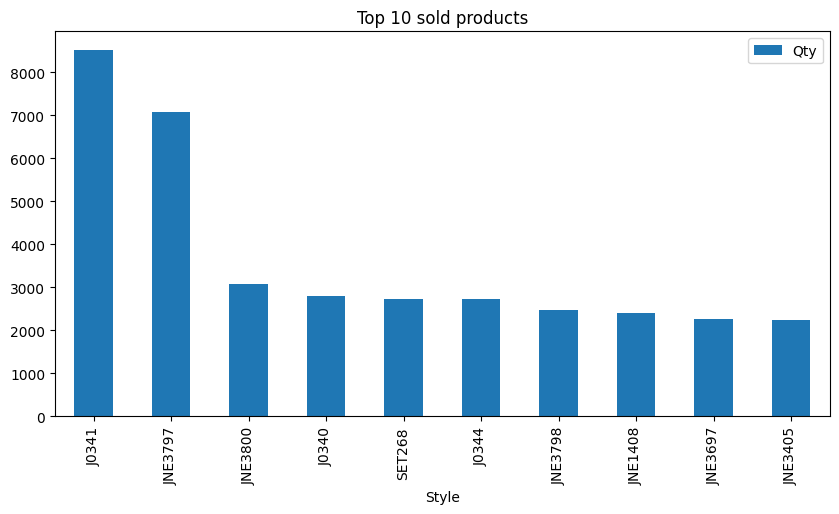 Top 10 sold products
Qty
8000
7000
6000
5000
4000
3000
2000
1000
0
J0341
JNE3797
JNE3800
J0340
SET268
J0344
JNE3798
JNE1408
JNE3697
JNE3405
Style